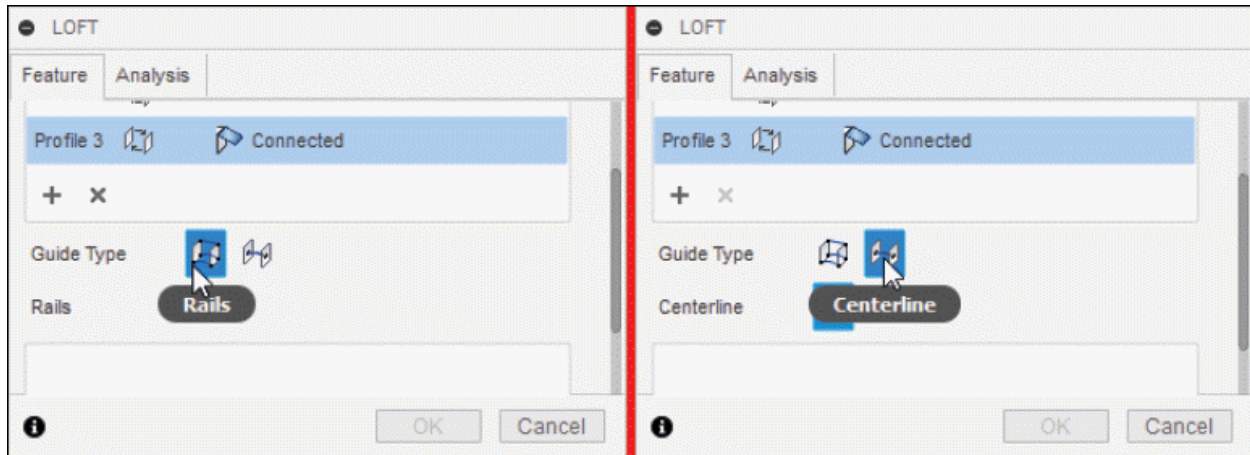 LOFT
Feature Analysis
Profile 3 Connected
Guide Type
Rails Rails
OK Cancel
LOFT
Feature Analysis
Profile 3 Connected
Guide Type
Centerline Centerline
OK Cancel